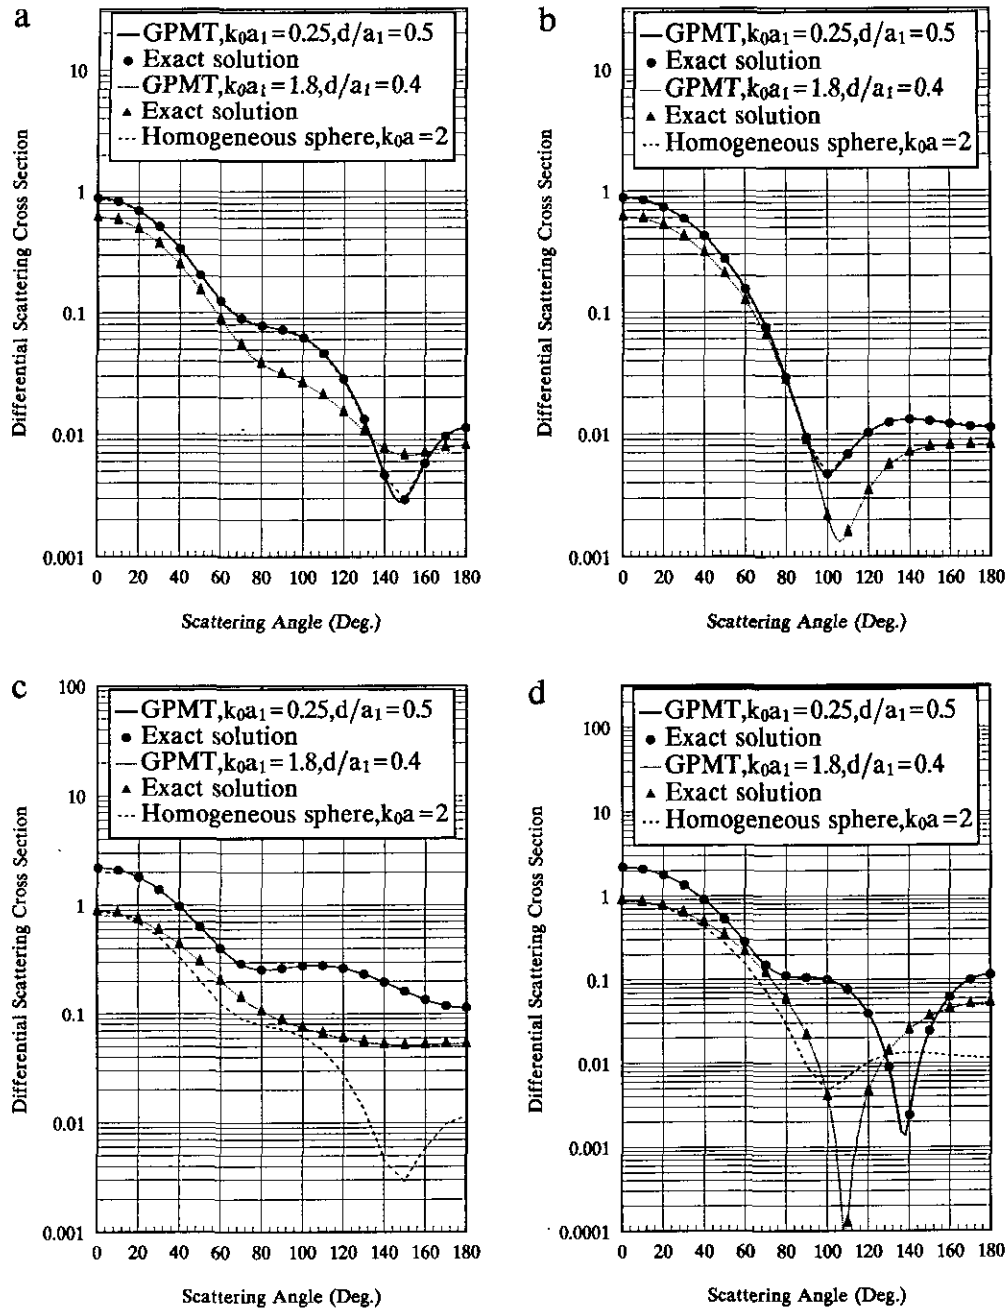 a
GPMT,k₀a₁=0.25,d/a₁=0.5
Exact solution
GPMT,k₀a₁=1.8,d/a₁=0.4
Exact solution
Homogeneous sphere,k₀a=2
Differential Scattering Cross Section
10
1
0.1
0.01
0.001
0 20 40 60 80 100 120 140 160 180
Scattering Angle (Deg.)
b
GPMT,k₀a₁=0.25,d/a₁=0.5
Exact solution
GPMT,k₀a₁=1.8,d/a₁=0.4
Exact solution
Homogeneous sphere,k₀a=2
Differential Scattering Cross Section
10
1
0.1
0.01
0.001
0 20 40 60 80 100 120 140 160 180
Scattering Angle (Deg.)
c
GPMT,k₀a₁=0.25,d/a₁=0.5
Exact solution
GPMT,k₀a₁=1.8,d/a₁=0.4
Exact solution
Homogeneous sphere,k₀a=2
Differential Scattering Cross Section
100
10
1
0.1
0.01
0.001
0 20 40 60 80 100 120 140 160 180
Scattering Angle (Deg.)
d
GPMT,k₀a₁=0.25,d/a₁=0.5
Exact solution
GPMT,k₀a₁=1.8,d/a₁=0.4
Exact solution
Homogeneous sphere,k₀a=2
Differential Scattering Cross Section
100
10
1
0.1
0.01
0.001
0.0001
0 20 40 60 80 100 120 140 160 180
Scattering Angle (Deg.)